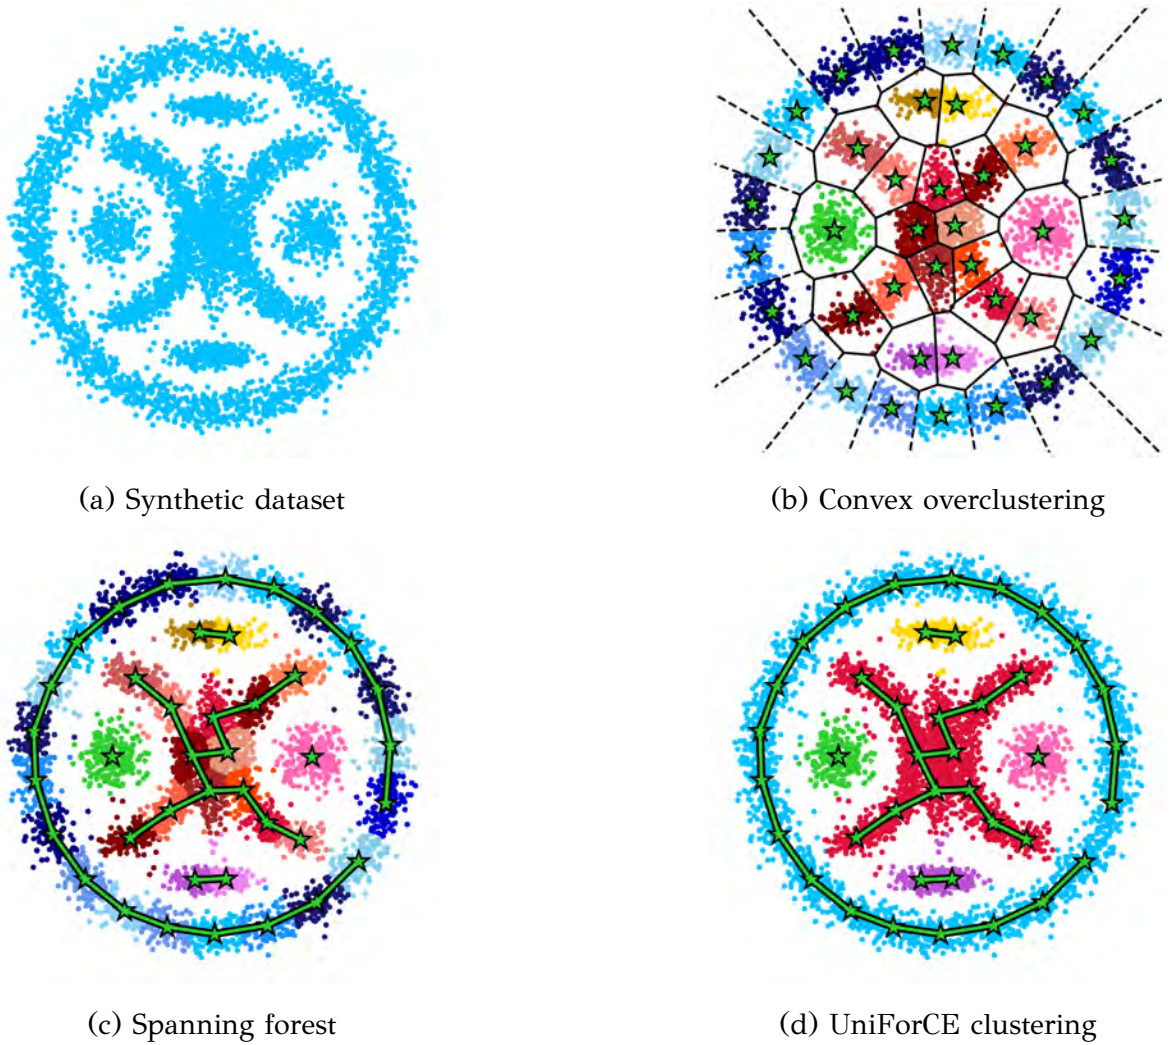 (a) Synthetic dataset
(b) Convex overclustering
(c) Spanning forest
(d) UniForCE clustering